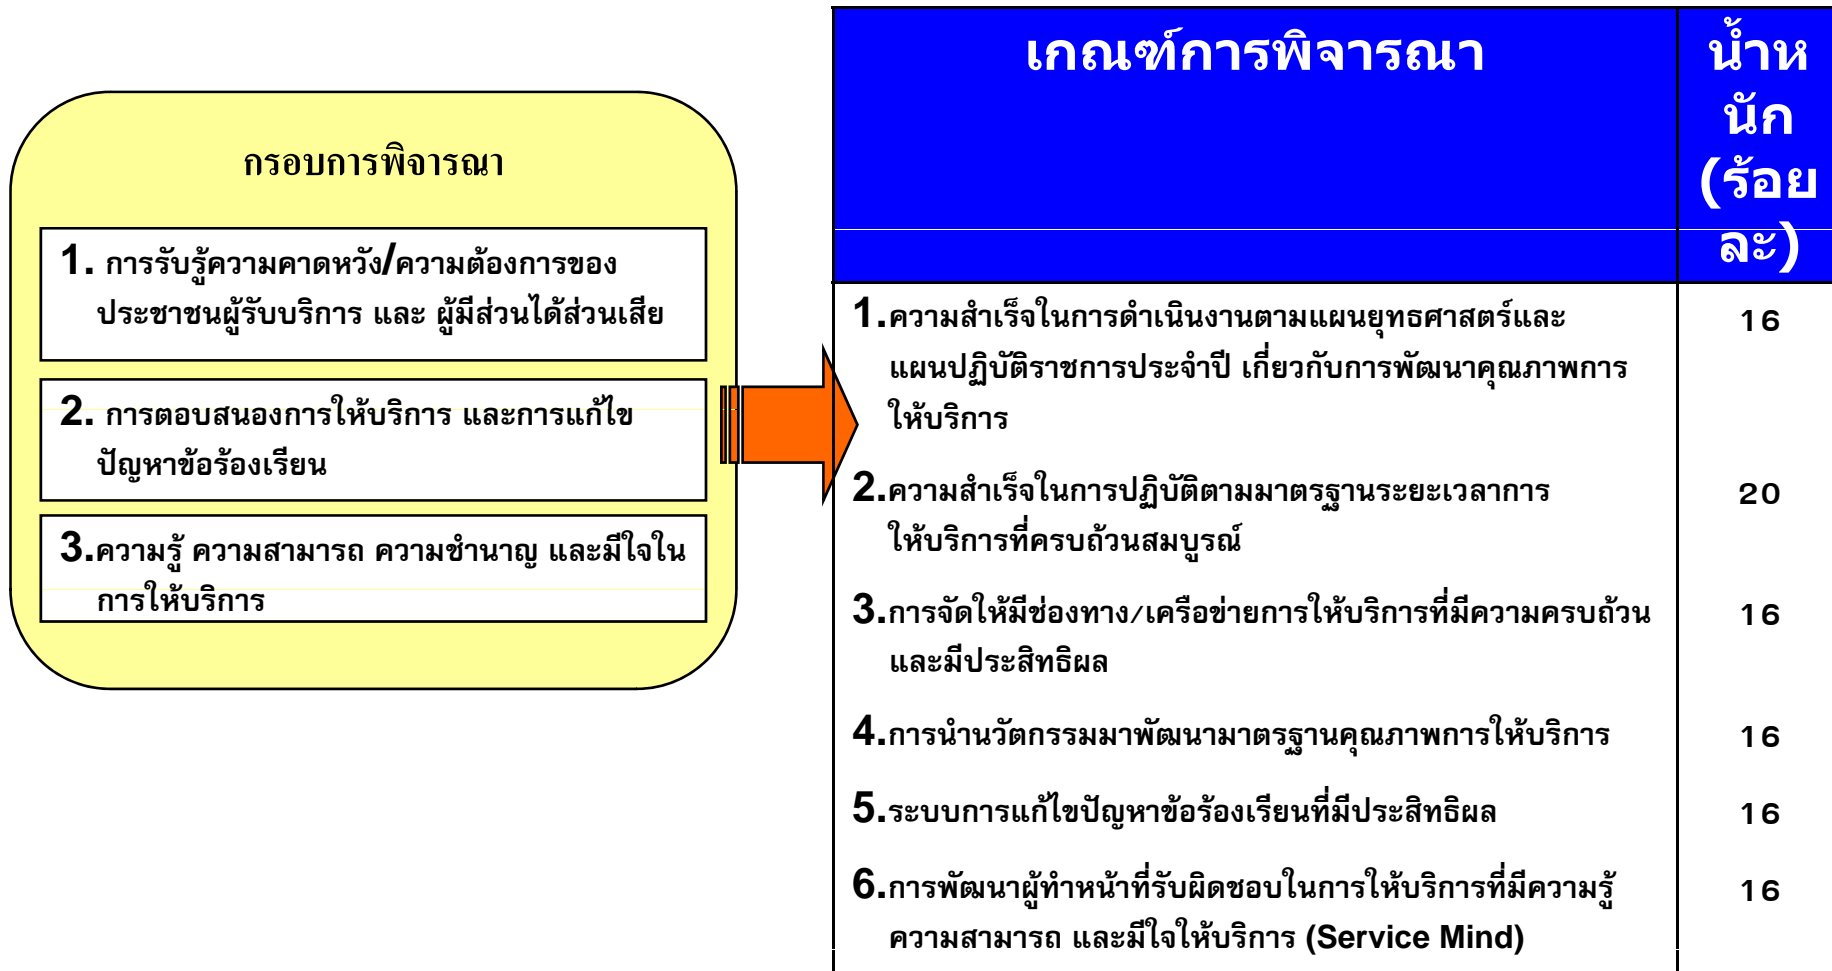 กรอบการพิจารณา
1. การรับรู้ความคาดหวัง/ความต้องการของ
ประชาชนผู้รับบริการ และ ผู้มีส่วนได้ส่วนเสีย
2. การตอบสนองการให้บริการ และการแก้ไข
ปัญหาข้อร้องเรียน
3.ความรู้ ความสามารถ ความชำนาญ และมีใจใน
การให้บริการ
เกณฑ์การพิจารณา
น้ำห
นัก
(ร้อย
ละ)
1.ความสำเร็จในการดำเนินงานตามแผนยุทธศาสตร์และ 16
แผนปฏิบัติราชการประจำปี เกี่ยวกับการพัฒนาคุณภาพการ
ให้บริการ
2.ความสำเร็จในการปฏิบัติตามมาตรฐานระยะเวลาการ 20
ให้บริการที่ครบถ้วนสมบูรณ์
3.การจัดให้มีช่องทาง/เครือข่ายการให้บริการที่มีความครบถ้วน 16
และมีประสิทธิผล
4.การนำนวัตกรรมมาพัฒนามาตรฐานคุณภาพการให้บริการ 16
5.ระบบการแก้ไขปัญหาข้อร้องเรียนที่มีประสิทธิผล 16
6.การพัฒนาผู้ทำหน้าที่รับผิดชอบในการให้บริการที่มีความรู้ 16
ความสามารถ และมีใจให้บริการ (Service Mind)